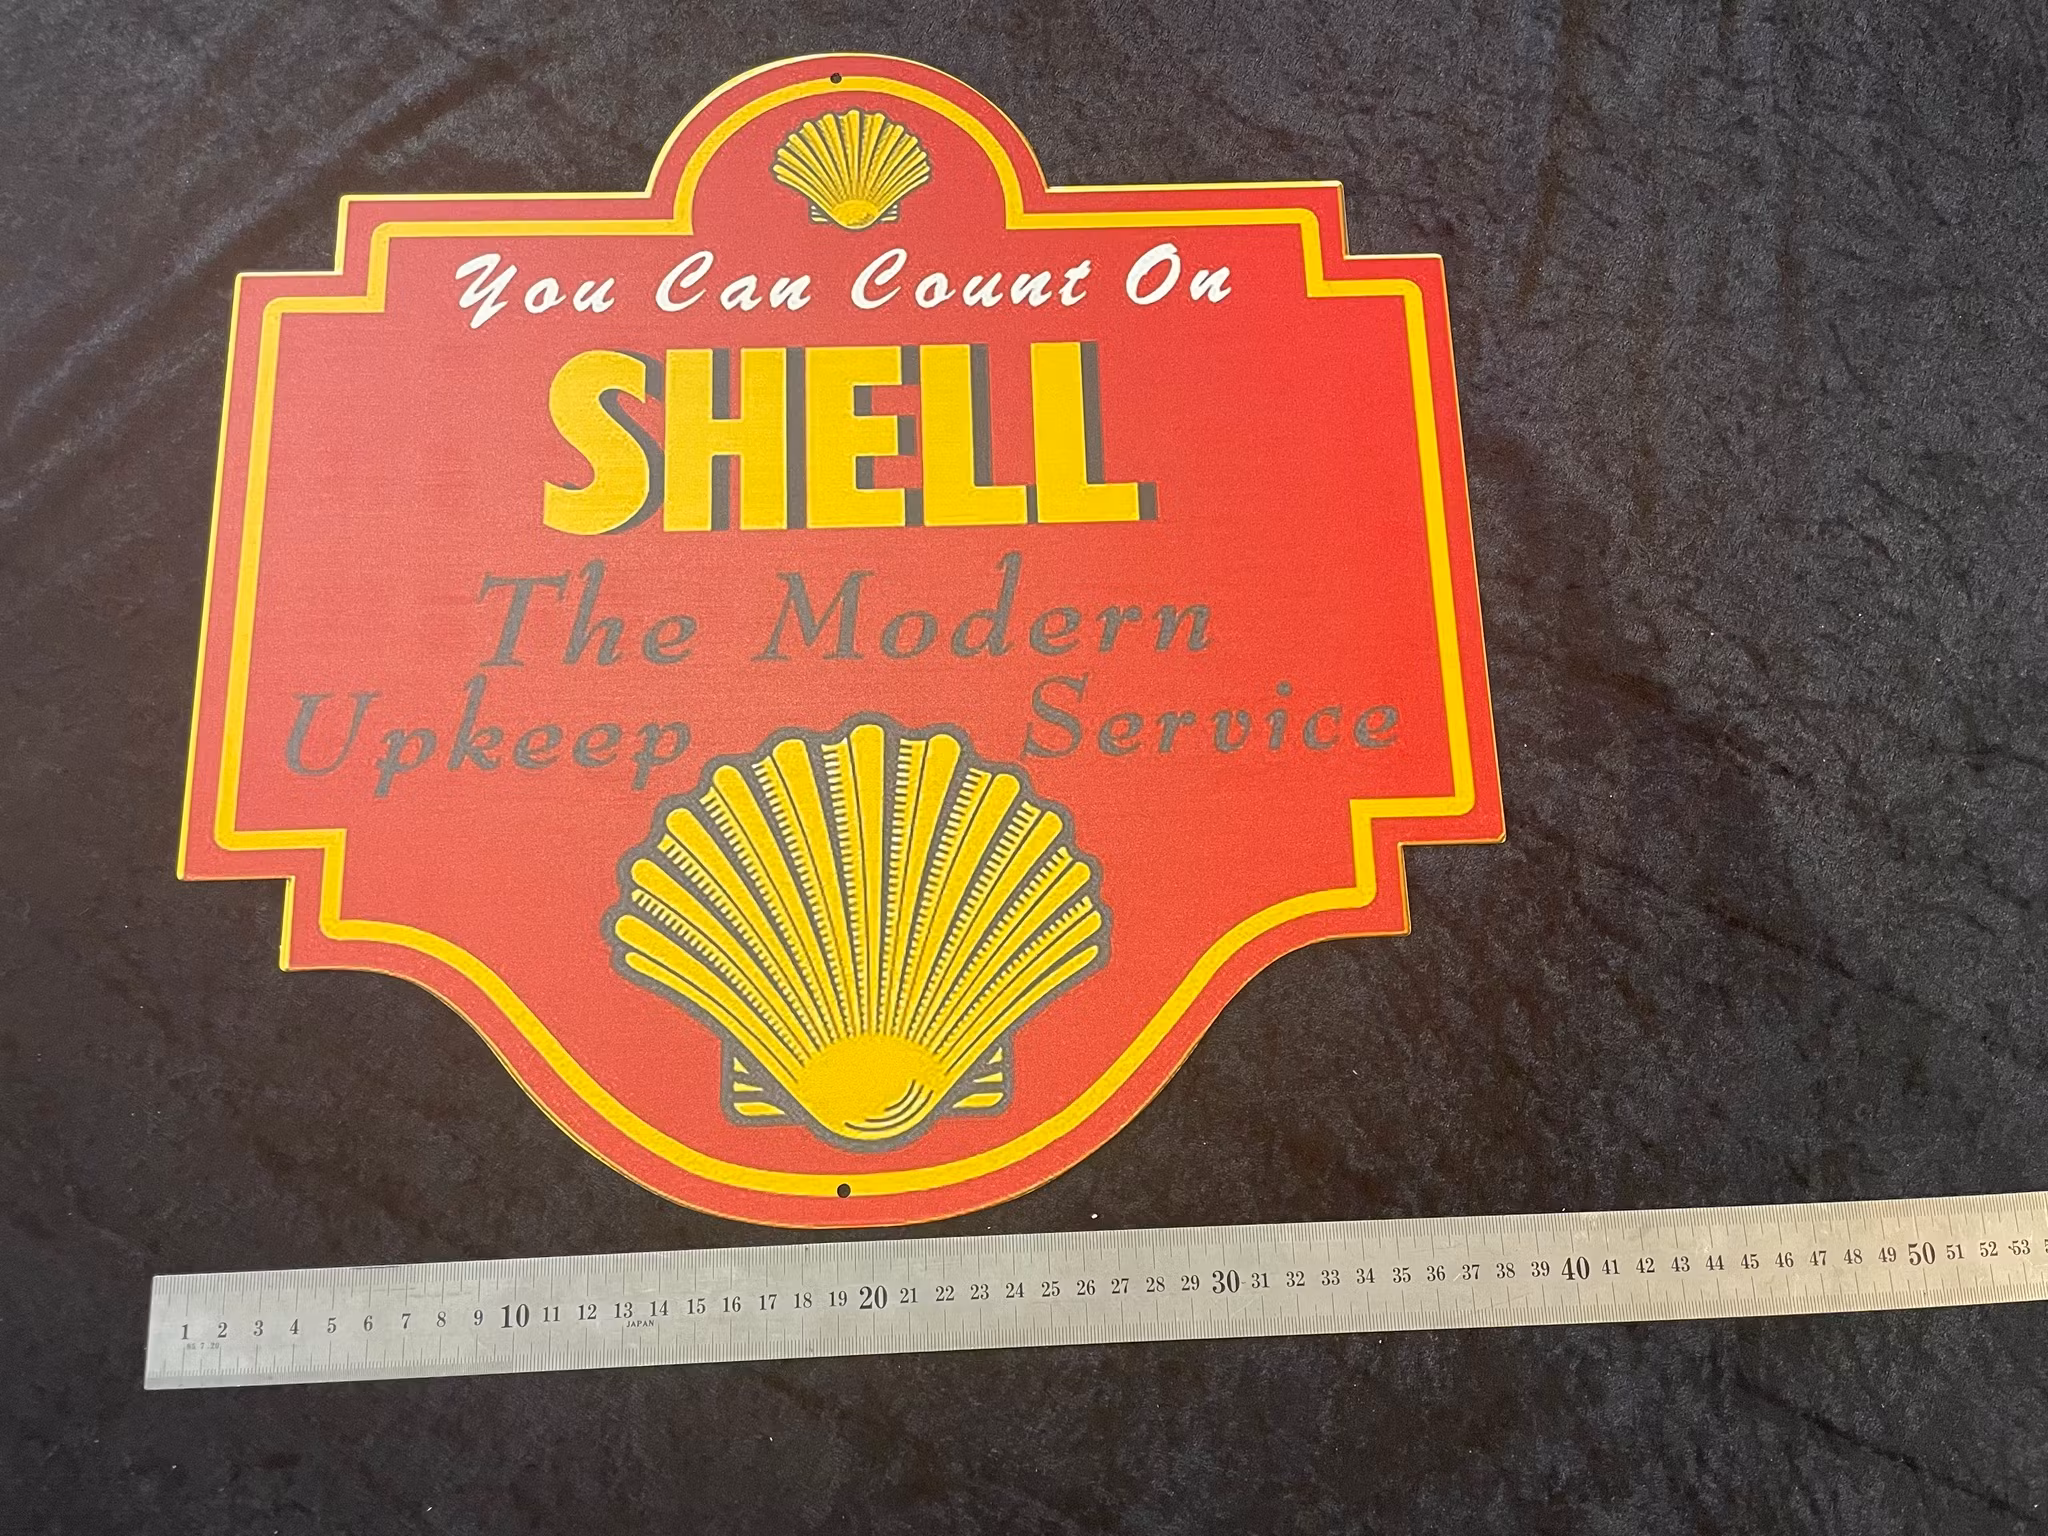 You Can Count On
SHELL
The Modern
Upkeep Service
1 2 3 4 5 6 7 8 9 10 11 12 13 14 15 16 17 18 19 20 21 22 23 24 25 26 27 28 29 30 31 32 33 34 35 36 37 38 39 40 41 42 43 44 45 46 47 48 49 50 51 52 53
JAPAN